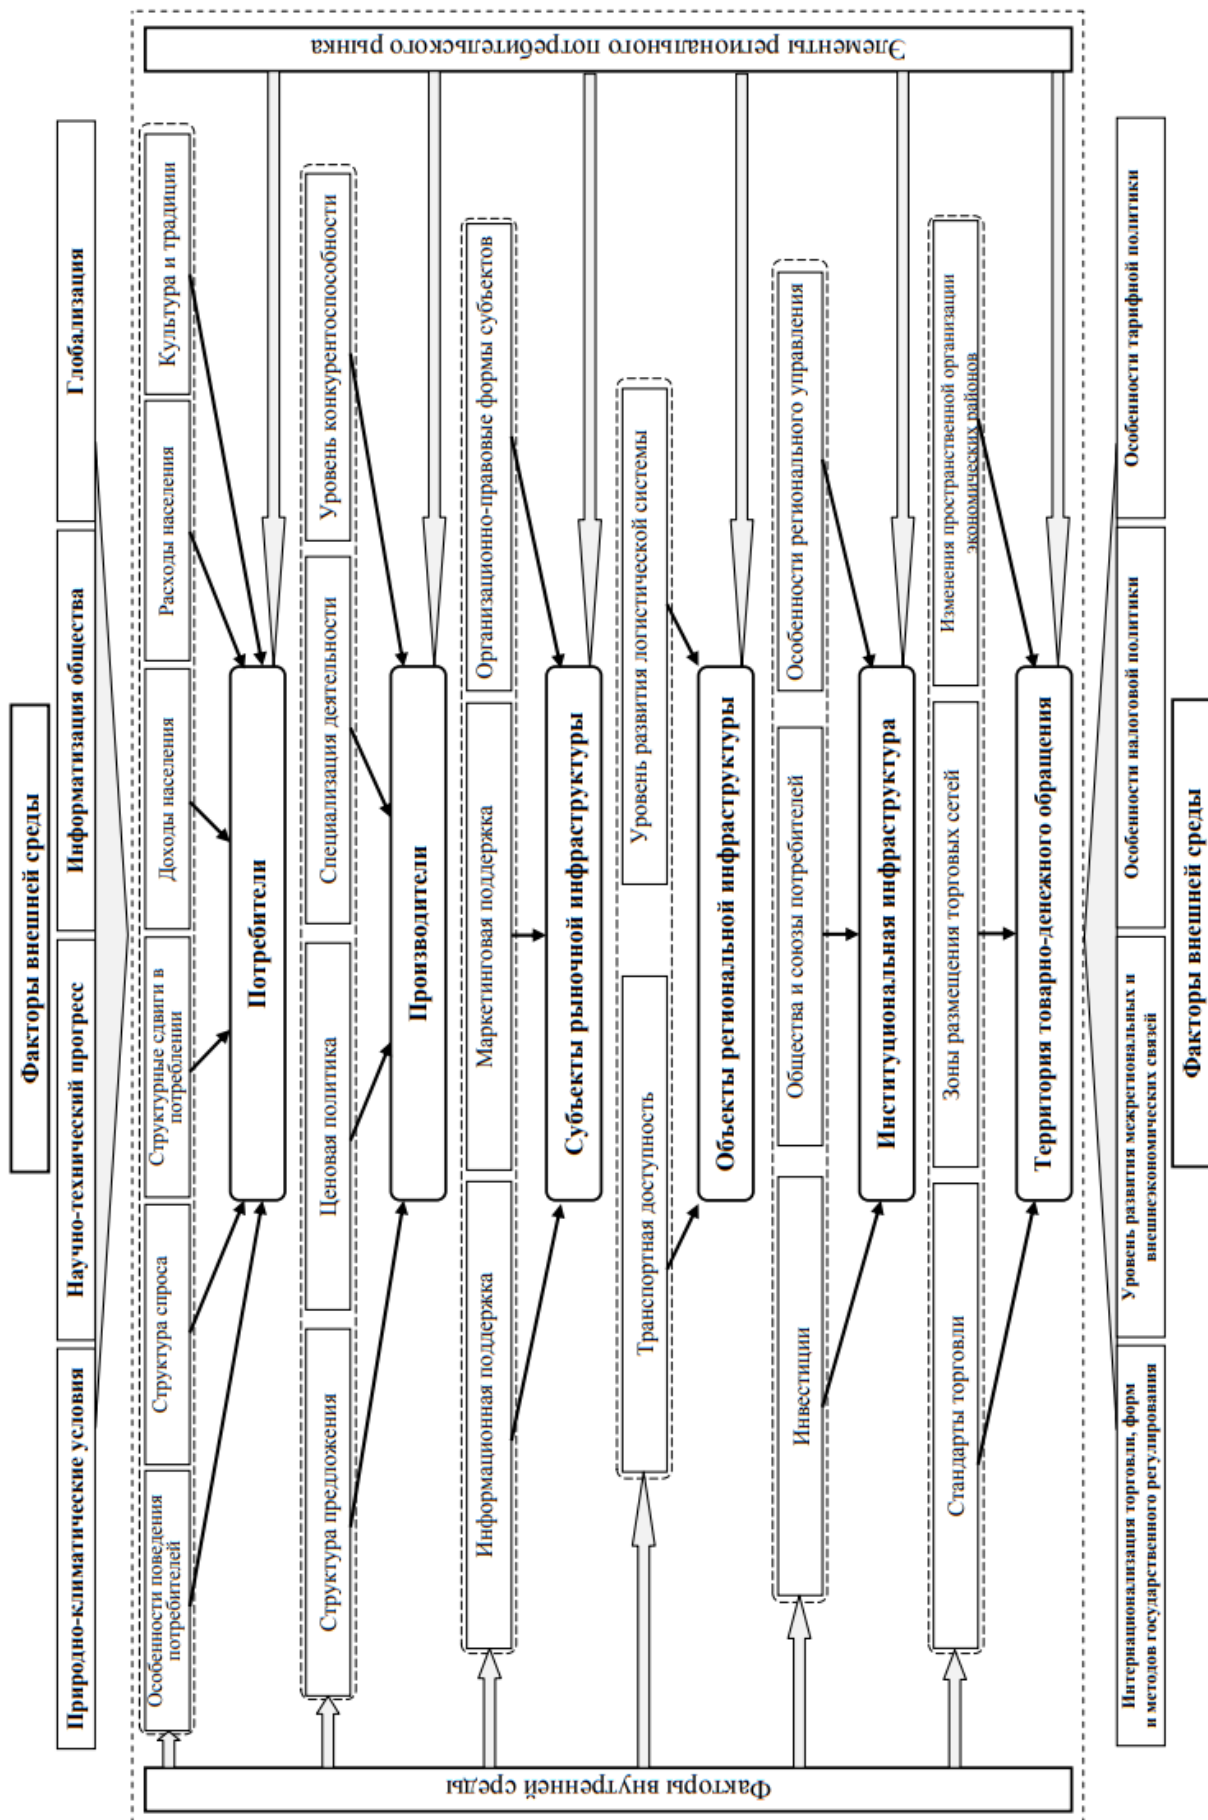 Факторы внешней среды
Природно-климатические условия
Научно-технический прогресс
Информатизация общества
Глобализация
Факторы внутренней среды
Элементы регионального потребительского рынка
Особенности поведения
потребителей
Структура спроса
Структурные сдвиги в
потреблении
Доходы населения
Расходы населения
Культура и традиции
Потребители
Структура предложения
Ценовая политика
Специализация деятельности
Уровень конкурентоспособности
Производители
Информационная поддержка
Маркетинговая поддержка
Организационно-правовые формы субъектов
Субъекты рыночной инфраструктуры
Транспортная доступность
Уровень развития логистической системы
Объекты региональной инфраструктуры
Инвестиции
Общества и союзы потребителей
Особенности регионального управления
Институциональная инфраструктура
Стандарты торговли
Зоны размещения торговых сетей
Изменения пространственной организации
экономических районов
Территория товарно-денежного обращения
Интернационализация торговли, форм
и методов государственного регулирования
Уровень развития межрегиональных и
внешнеэкономических связей
Особенности налоговой политики
Особенности тарифной политики
Факторы внешней среды